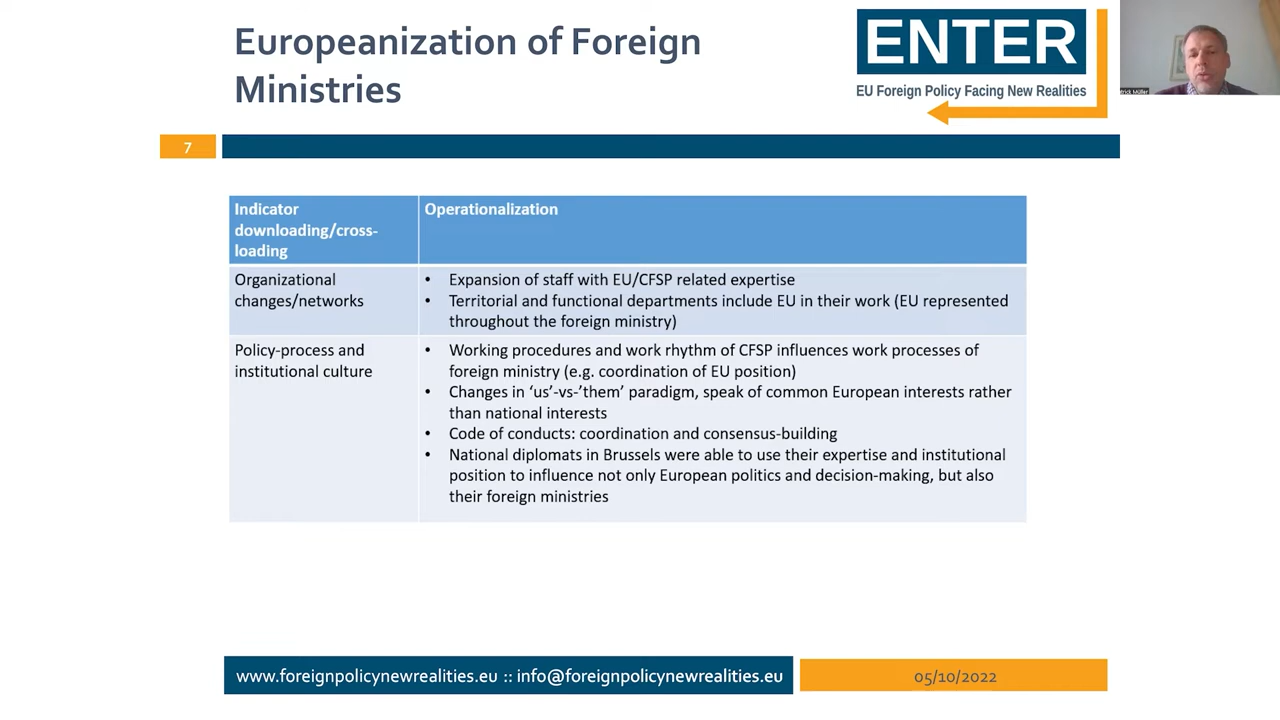 Europeanization of Foreign
Ministries
ENTER
EU Foreign Policy Facing New Realities
trick Müller
7
Indicator
downloading/cross-
loading
Operationalization
Organizational
changes/networks
• Expansion of staff with EU/CFSP related expertise
• Territorial and functional departments include EU in their work (EU represented
throughout the foreign ministry)
Policy-process and
institutional culture
• Working procedures and work rhythm of CFSP influences work processes of
foreign ministry (e.g. coordination of EU position)
• Changes in ‘us’-vs-’them’ paradigm, speak of common European interests rather
than national interests
• Code of conducts: coordination and consensus-building
• National diplomats in Brussels were able to use their expertise and institutional
position to influence not only European politics and decision-making, but also
their foreign ministries
www.foreignpolicynewrealities.eu :: info@foreignpolicynewrealities.eu
05/10/2022